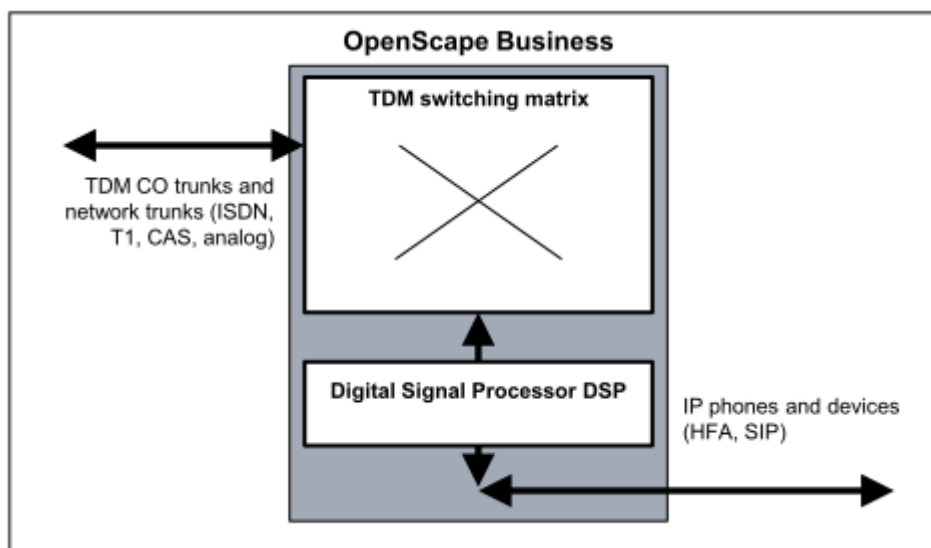 OpenScape Business
TDM switching matrix
TDM CO trunks and
network trunks (ISDN,
T1, CAS, analog)
Digital Signal Processor DSP
IP phones and devices
(HFA, SIP)